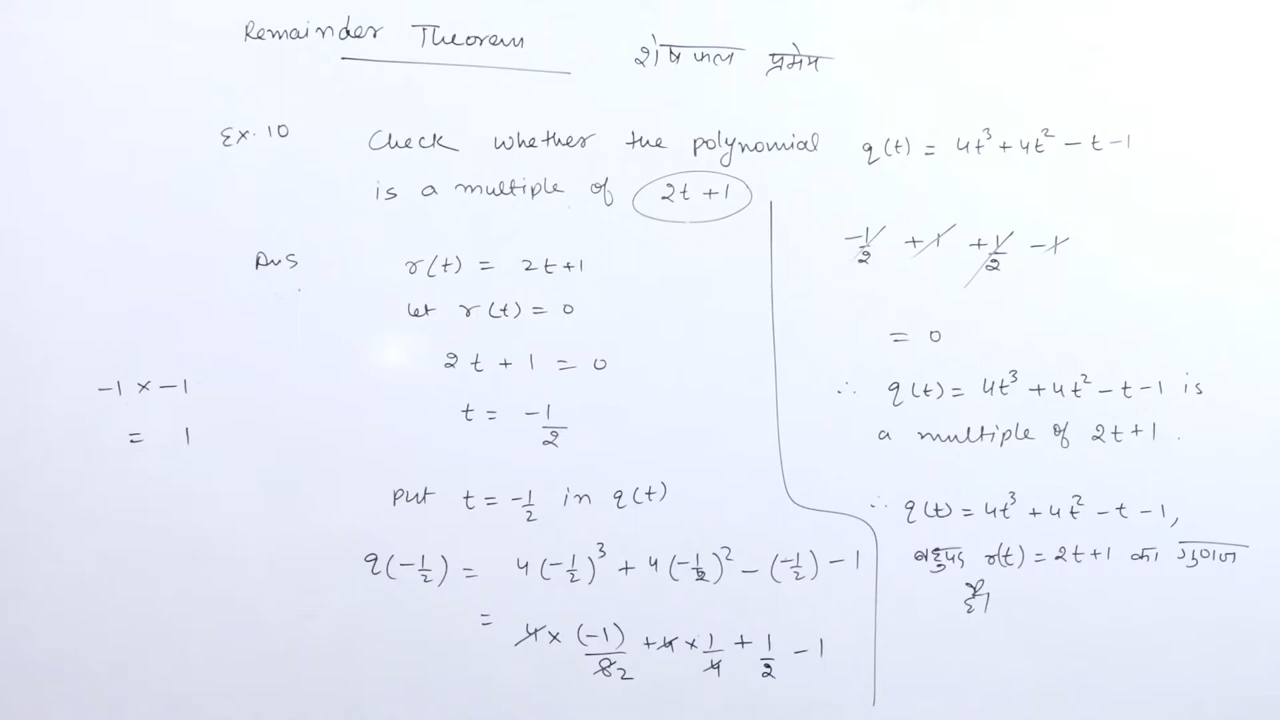 Remainder Theorem शेषफल प्रमेय
Ex. 10 Check whether the polynomial q(t) = 4t³ + 4t² - t - 1
is a multiple of 2t + 1
Ans r(t) = 2t+1
Let r(t) = 0
2t + 1 = 0
t = -1/2
-1 × -1
= 1
Put t = -1/2 in q(t)
q(-1/2) = 4(-1/2)³ + 4(-1/2)² - (-1/2) - 1
= 4 × (-1)/8 2 + 4 × 1/4 + 1/2 - 1
-1/2 + 1 + 1/2 - 1
= 0
∴ q(t) = 4t³ + 4t² - t - 1 is
a multiple of 2t + 1.
∴ q(t) = 4t³ + 4t² - t - 1,
बहुपद r(t) = 2t+1 का गुणज
है।